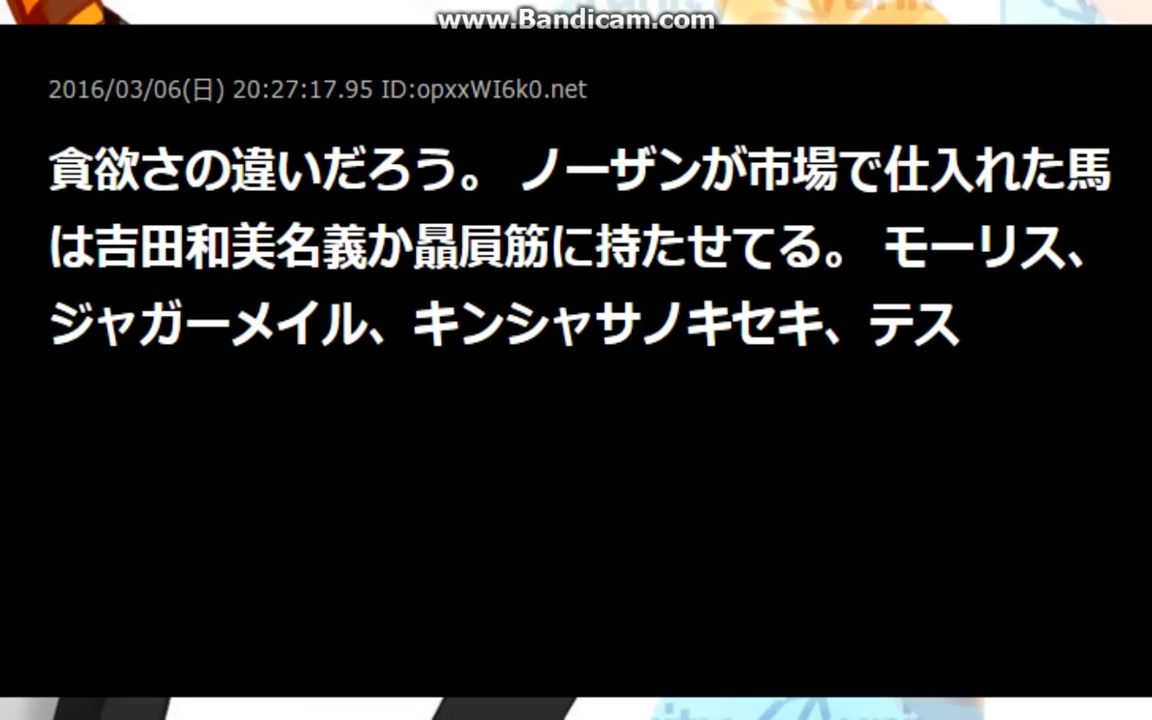 www.Bandicam.com
2016/03/06(日) 20:27:17.95 ID:opxxWI6k0.net
貪欲さの違いだろう。 ノーザンが市場で仕入れた馬
は吉田和美名義か贔屓筋に持たせてる。 モーリス、
ジャガーメイル、キンシャサノキセキ、テス